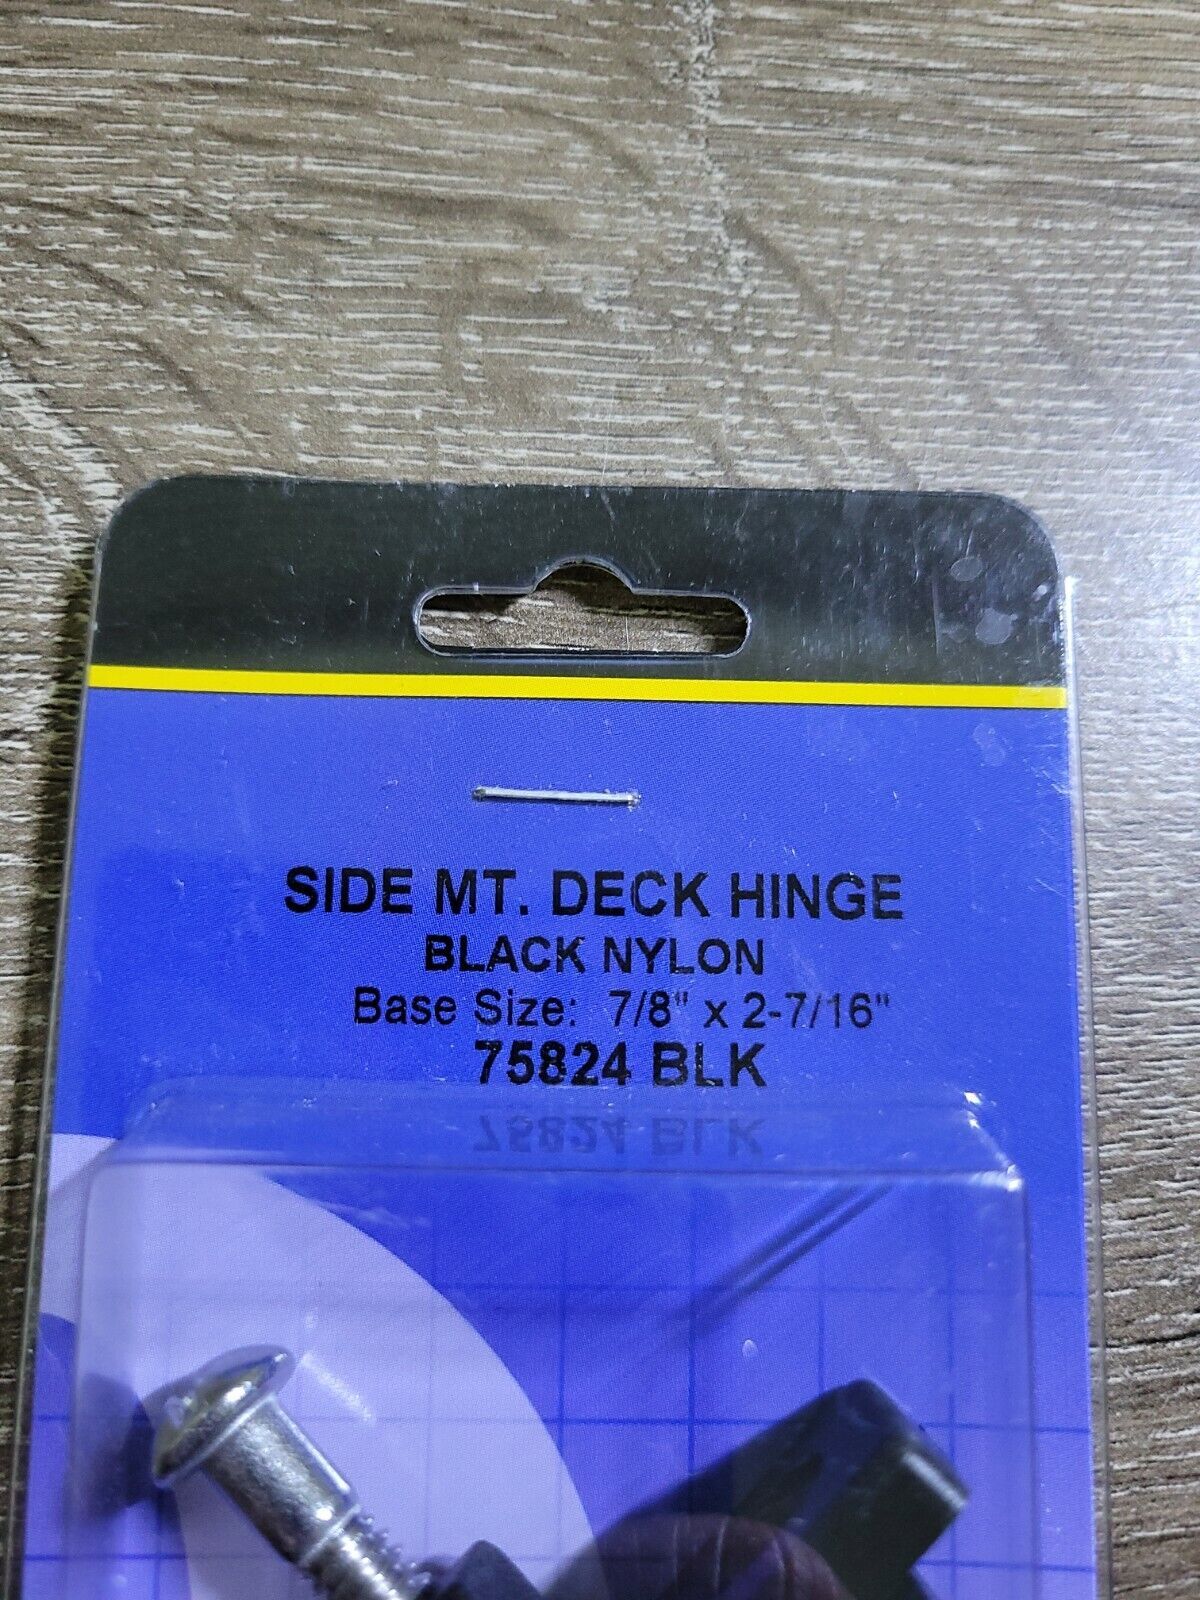 SIDE MT. DECK HINGE
BLACK NYLON
Base Size: 7/8" x 2-7/16"
75824 BLK